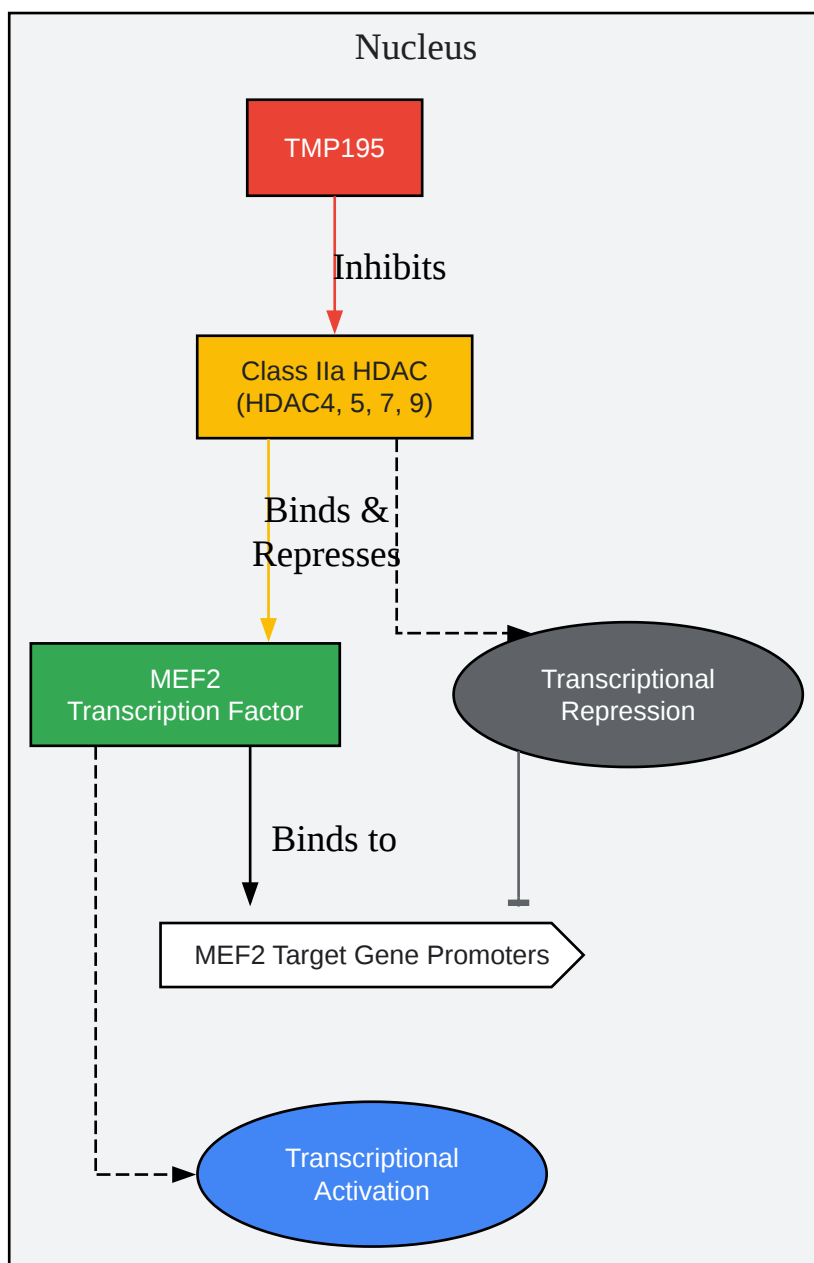 Nucleus
TMP195
Inhibits
Class IIa HDAC
(HDAC4, 5, 7, 9)
Binds &
Represses
MEF2
Transcription Factor
Transcriptional
Repression
Binds to
MEF2 Target Gene Promoters
Transcriptional
Activation